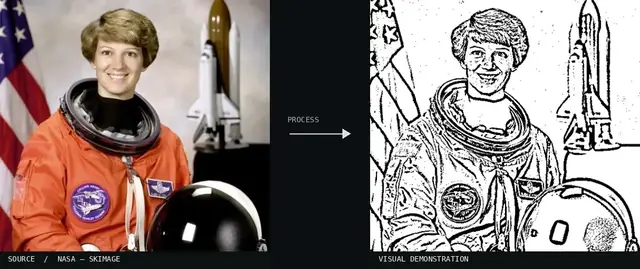 PROCESS
SOURCE / NASA — SKIMAGE
VISUAL DEMONSTRATION